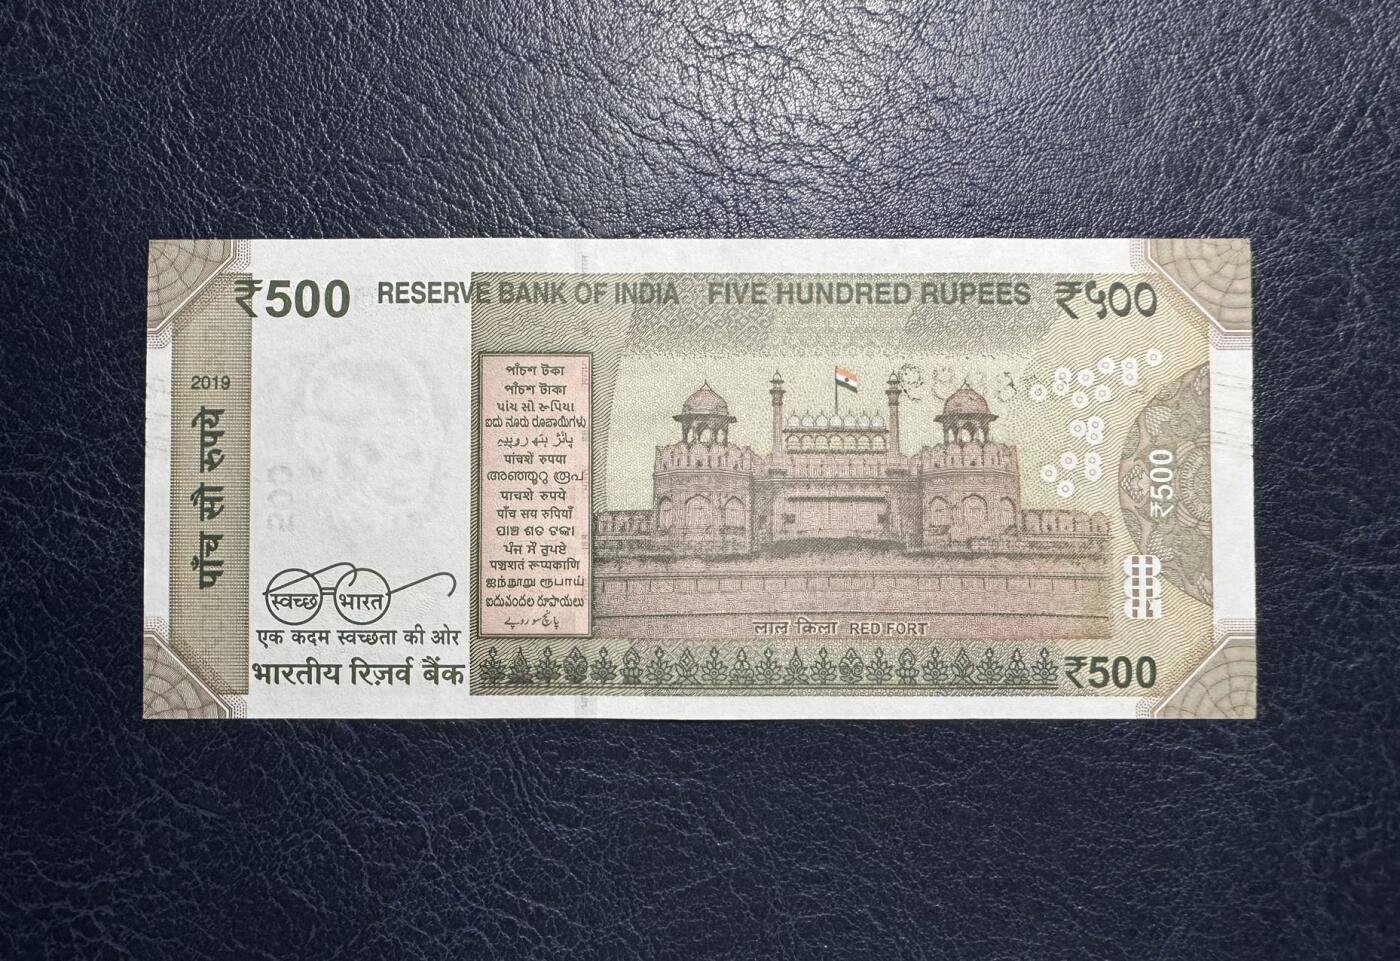 ₹500 RESERVE BANK OF INDIA FIVE HUNDRED RUPEES ₹५००
2019
पाँच सौ रुपये
পাঁচশ টকা
পাঁচশ টাকা
પાંચ સો રૂપિયા
ಐದು ನೂರು ರೂಪಾಯಿಗಳು
پانژ ہَتھ روپیہِ
पांचशें रुपया
അഞ്ഞൂറു രൂപ
पाचशे रुपये
पाँच सय रुपियाँ
ପାଞ୍ଚ ଶତ ଟଙ୍କା
ਪੰਜ ਸੌ ਰੁਪਏ
पञ्चशतं रूप्यकाणि
ஐந்நூறு ரூபாய்
ఐదువందల రూపాయలు
پانچ سو روپے
₹500
स्वच्छ भारत
एक कदम स्वच्छता की ओर
भारतीय रिज़र्व बैंक
लाल किला RED FORT
₹500